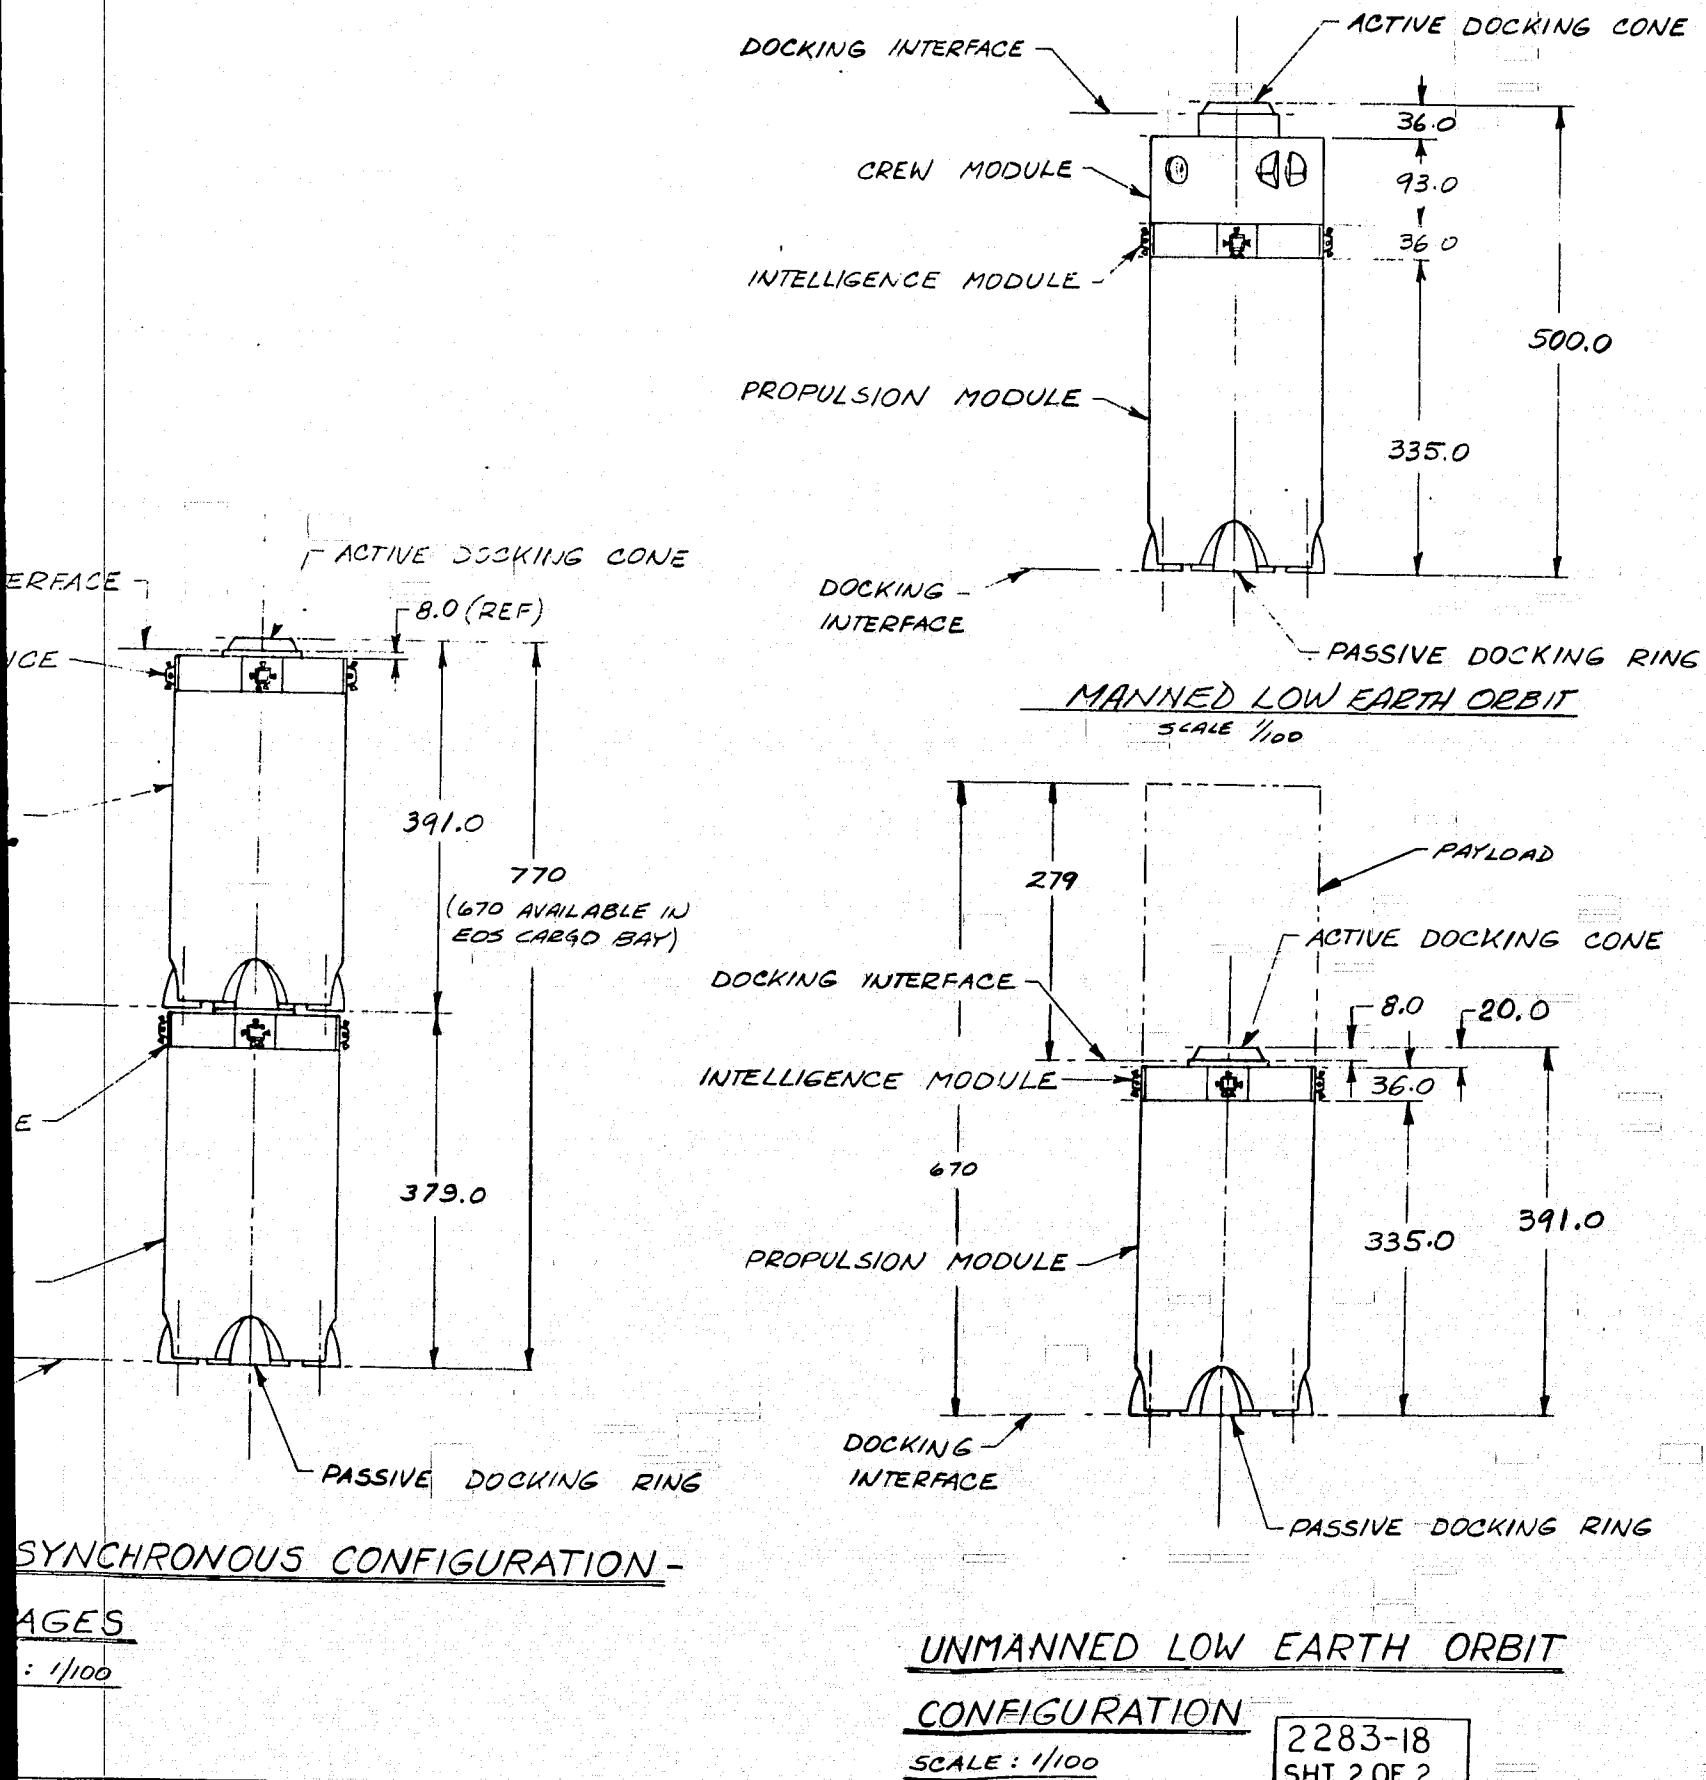 ACTIVE DOCKING CONE
DOCKING INTERFACE
36.0
CREW MODULE
93.0
36.0
INTELLIGENCE MODULE
500.0
PROPULSION MODULE
335.0
DOCKING
INTERFACE
PASSIVE DOCKING RING
MANNED LOW EARTH ORBIT
SCALE 1/100
ACTIVE DOCKING CONE
ERFACE
8.0 (REF)
NCE
391.0
770
(670 AVAILABLE IN
EOS CARGO BAY)
E
379.0
PASSIVE DOCKING RING
SYNCHRONOUS CONFIGURATION -
AGES
: 1/100
279
PAYLOAD
ACTIVE DOCKING CONE
DOCKING INTERFACE
8.0
20.0
INTELLIGENCE MODULE
36.0
670
391.0
335.0
PROPULSION MODULE
DOCKING
INTERFACE
PASSIVE DOCKING RING
UNMANNED LOW EARTH ORBIT
CONFIGURATION
SCALE : 1/100
2283-18
SHT 2 OF 2